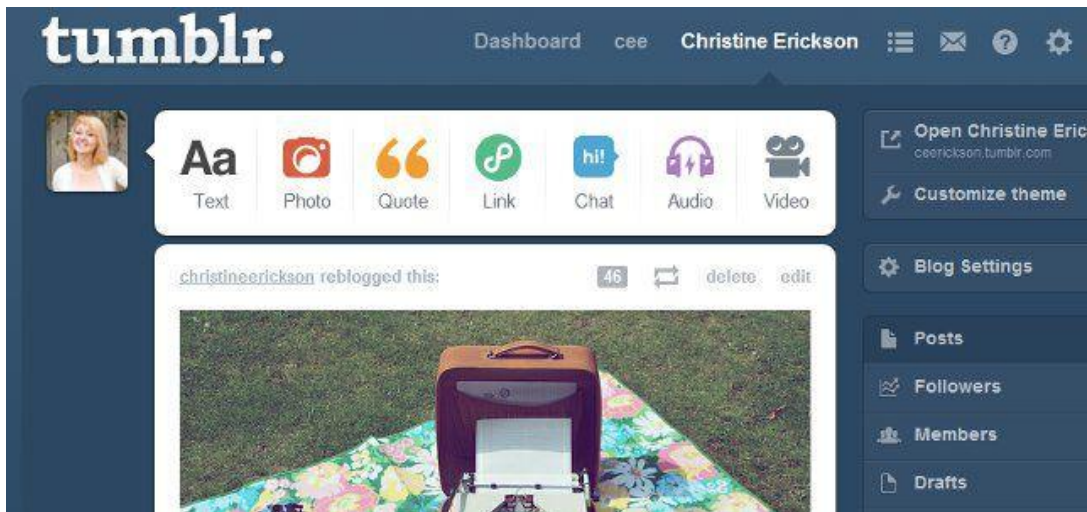 tumblr.
Dashboard cee Christine Erickson
Aa
hi!
Text Photo Quote Link Chat Audio Video
christineerickson reblogged this:
46 delete edit
Open Christine Eric
ceerickson.tumblr.com
Customize theme
Blog Settings
Posts
Followers
Members
Drafts